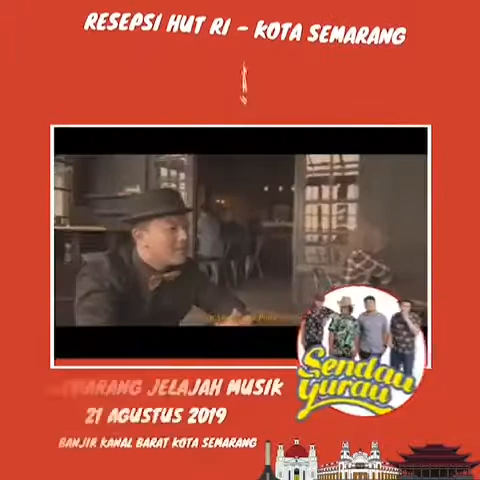 RESEPSI HUT RI - KOTA SEMARANG
Sendau
Gurau
JELAJAH MUSIK
21 AGUSTUS 2019
BANJIR KANAL BARAT KOTA SEMARANG